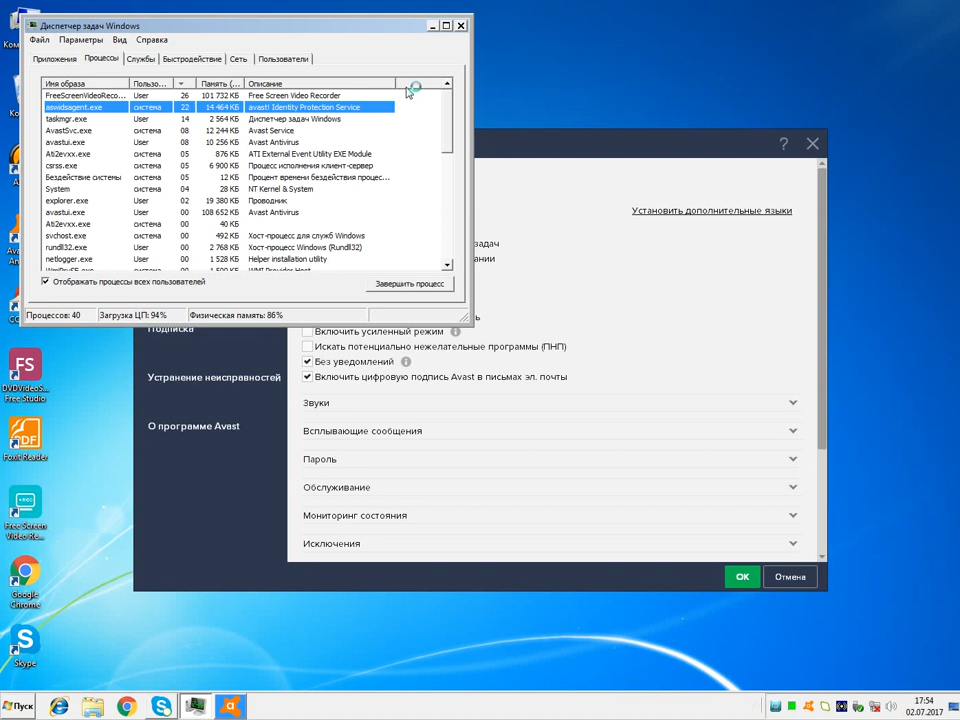 Диспетчер задач Windows
Файл Параметры Вид Справка
Приложения Процессы Службы Быстродействие Сеть Пользователи
Имя образа Пользо... Память (... Описание
FreeScreenVideoReco... User 26 101 732 КБ Free Screen Video Recorder
aswidsagent.exe система 22 14 464 КБ avast! Identity Protection Service
taskmgr.exe User 14 2 564 КБ Диспетчер задач Windows
AvastSvc.exe система 08 12 244 КБ Avast Service
avastui.exe User 08 10 256 КБ Avast Antivirus
Ati2evxx.exe система 05 876 КБ ATI External Event Utility EXE Module
csrss.exe система 05 6 900 КБ Процесс исполнения клиент-сервер
Бездействие системы система 05 12 КБ Процент времени бездействия процес...
System система 04 28 КБ NT Kernel & System
explorer.exe User 02 19 380 КБ Проводник
avastui.exe User 00 108 652 КБ Avast Antivirus
Ati2evxx.exe система 00 40 КБ
svchost.exe система 00 492 КБ Хост-процесс для служб Windows
rundll32.exe User 00 2 768 КБ Хост-процесс Windows (Rundll32)
netlogger.exe User 00 1 528 КБ Helper installation utility
Отображать процессы всех пользователей
Завершить процесс
Процессов: 40 Загрузка ЦП: 94% Физическая память: 86%
?
Установить дополнительные языки
задач
ании
ь
Подписка
Устранение неисправностей
О программе Avast
Включить усиленный режим
Искать потенциально нежелательные программы (ПНП)
Без уведомлений
Включить цифровую подпись Avast в письмах эл. почты
Звуки
Всплывающие сообщения
Пароль
Обслуживание
Мониторинг состояния
Исключения
OK Отмена
FS
DVDVideoS...
Free Studio
PDF
Foxit Reader
REC
Free Screen
Video Re...
Google
Chrome
Skype
Пуск
17:54
02.07.2017